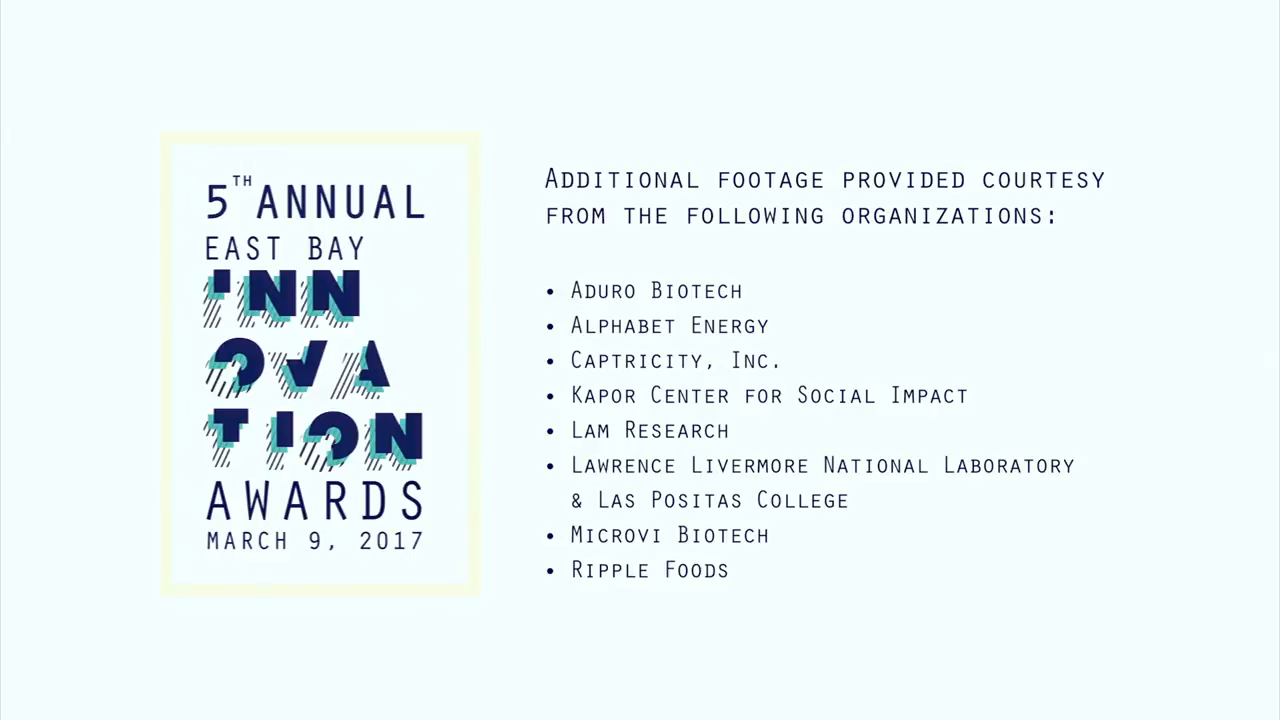 5TH ANNUAL
EAST BAY
INN
OVA
TION
AWARDS
MARCH 9, 2017
ADDITIONAL FOOTAGE PROVIDED COURTESY
FROM THE FOLLOWING ORGANIZATIONS:
• ADURO BIOTECH
• ALPHABET ENERGY
• CAPTRICITY, INC.
• KAPOR CENTER FOR SOCIAL IMPACT
• LAM RESEARCH
• LAWRENCE LIVERMORE NATIONAL LABORATORY
& LAS POSITAS COLLEGE
• MICROVI BIOTECH
• RIPPLE FOODS